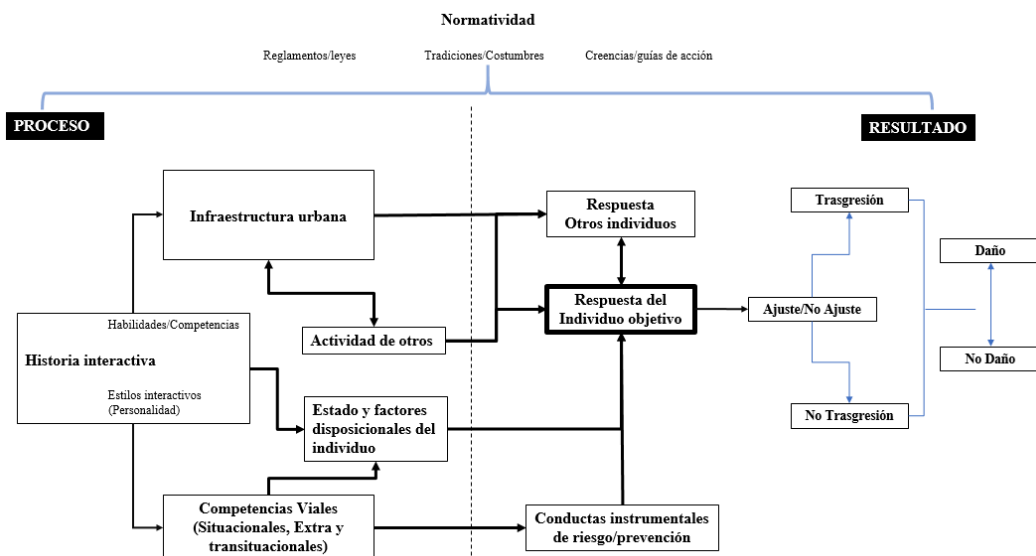 Normatividad
Reglamentos/leyes
Tradiciones/Costumbres
Creencias/guías de acción
PROCESO
RESULTADO
Infraestructura urbana
Respuesta
Otros individuos
Trasgresión
Daño
Respuesta del
Individuo objetivo
Ajuste/No Ajuste
Habilidades/Competencias
Historia interactiva
Estilos interactivos
(Personalidad)
Actividad de otros
No Daño
Estado y factores
disposicionales del
individuo
No Trasgresión
Competencias Viales
(Situacionales, Extra y
transituacionales)
Conductas instrumentales
de riesgo/prevención